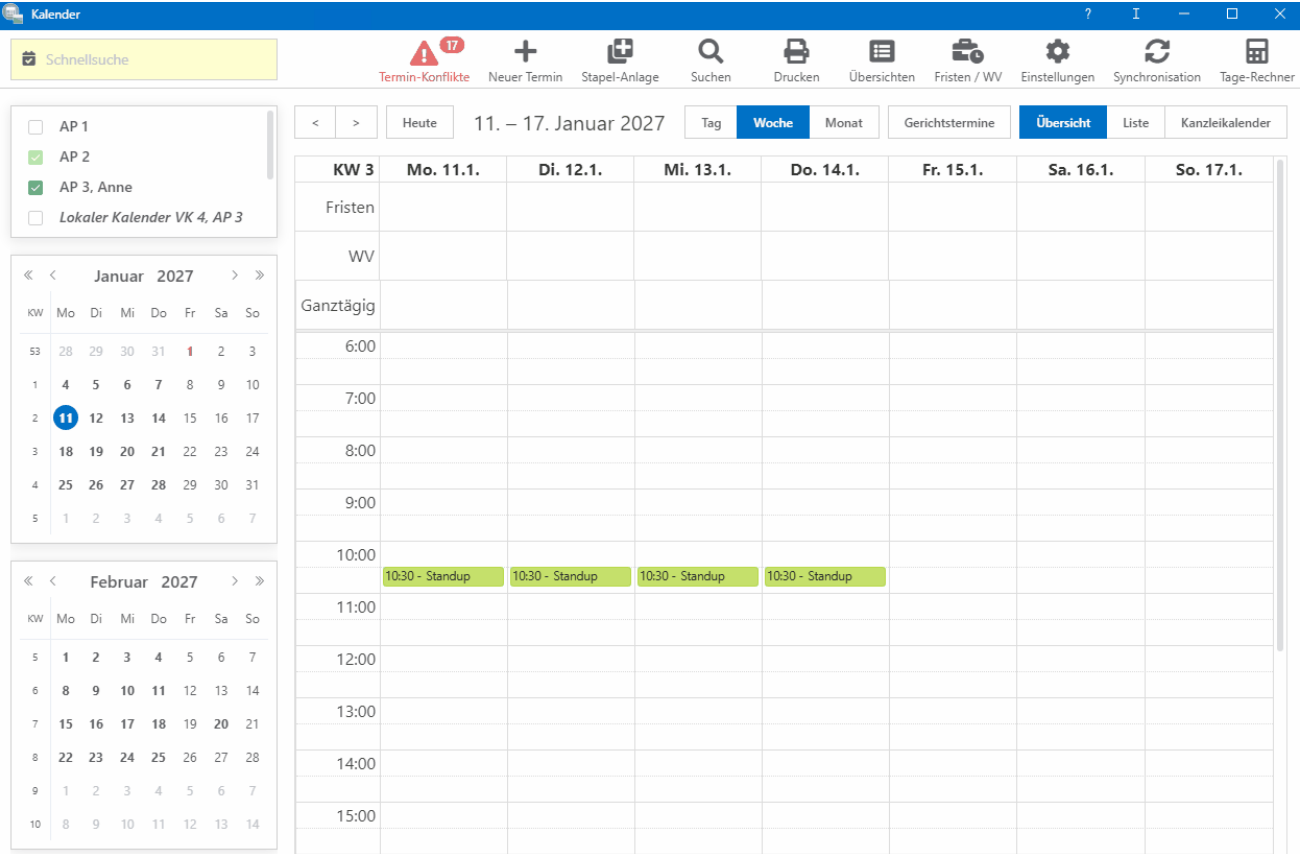 Kalender
?
Schnellsuche
17
Termin-Konflikte Neuer Termin Stapel-Anlage Suchen Drucken Übersichten Fristen / WV Einstellungen Synchronisation Tage-Rechner
AP 1
AP 2
AP 3, Anne
Lokaler Kalender VK 4, AP 3
« < Januar 2027 > »
KW Mo Di Mi Do Fr Sa So
53 28 29 30 31 1 2 3
1 4 5 6 7 8 9 10
2 11 12 13 14 15 16 17
3 18 19 20 21 22 23 24
4 25 26 27 28 29 30 31
5 1 2 3 4 5 6 7
« < Februar 2027 > »
KW Mo Di Mi Do Fr Sa So
5 1 2 3 4 5 6 7
6 8 9 10 11 12 13 14
7 15 16 17 18 19 20 21
8 22 23 24 25 26 27 28
9 1 2 3 4 5 6 7
10 8 9 10 11 12 13 14
< > Heute 11. – 17. Januar 2027 Tag Woche Monat Gerichtstermine Übersicht Liste Kanzleikalender
KW 3 Mo. 11.1. Di. 12.1. Mi. 13.1. Do. 14.1. Fr. 15.1. Sa. 16.1. So. 17.1.
Fristen
WV
Ganztägig
6:00
7:00
8:00
9:00
10:00
10:30 - Standup 10:30 - Standup 10:30 - Standup 10:30 - Standup
11:00
12:00
13:00
14:00
15:00